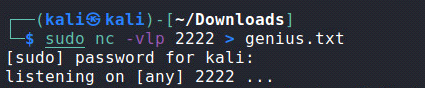 ┌──(kali㉿kali)-[~/Downloads]
└─$ sudo nc -vlp 2222 > genius.txt
[sudo] password for kali:
listening on [any] 2222 ...